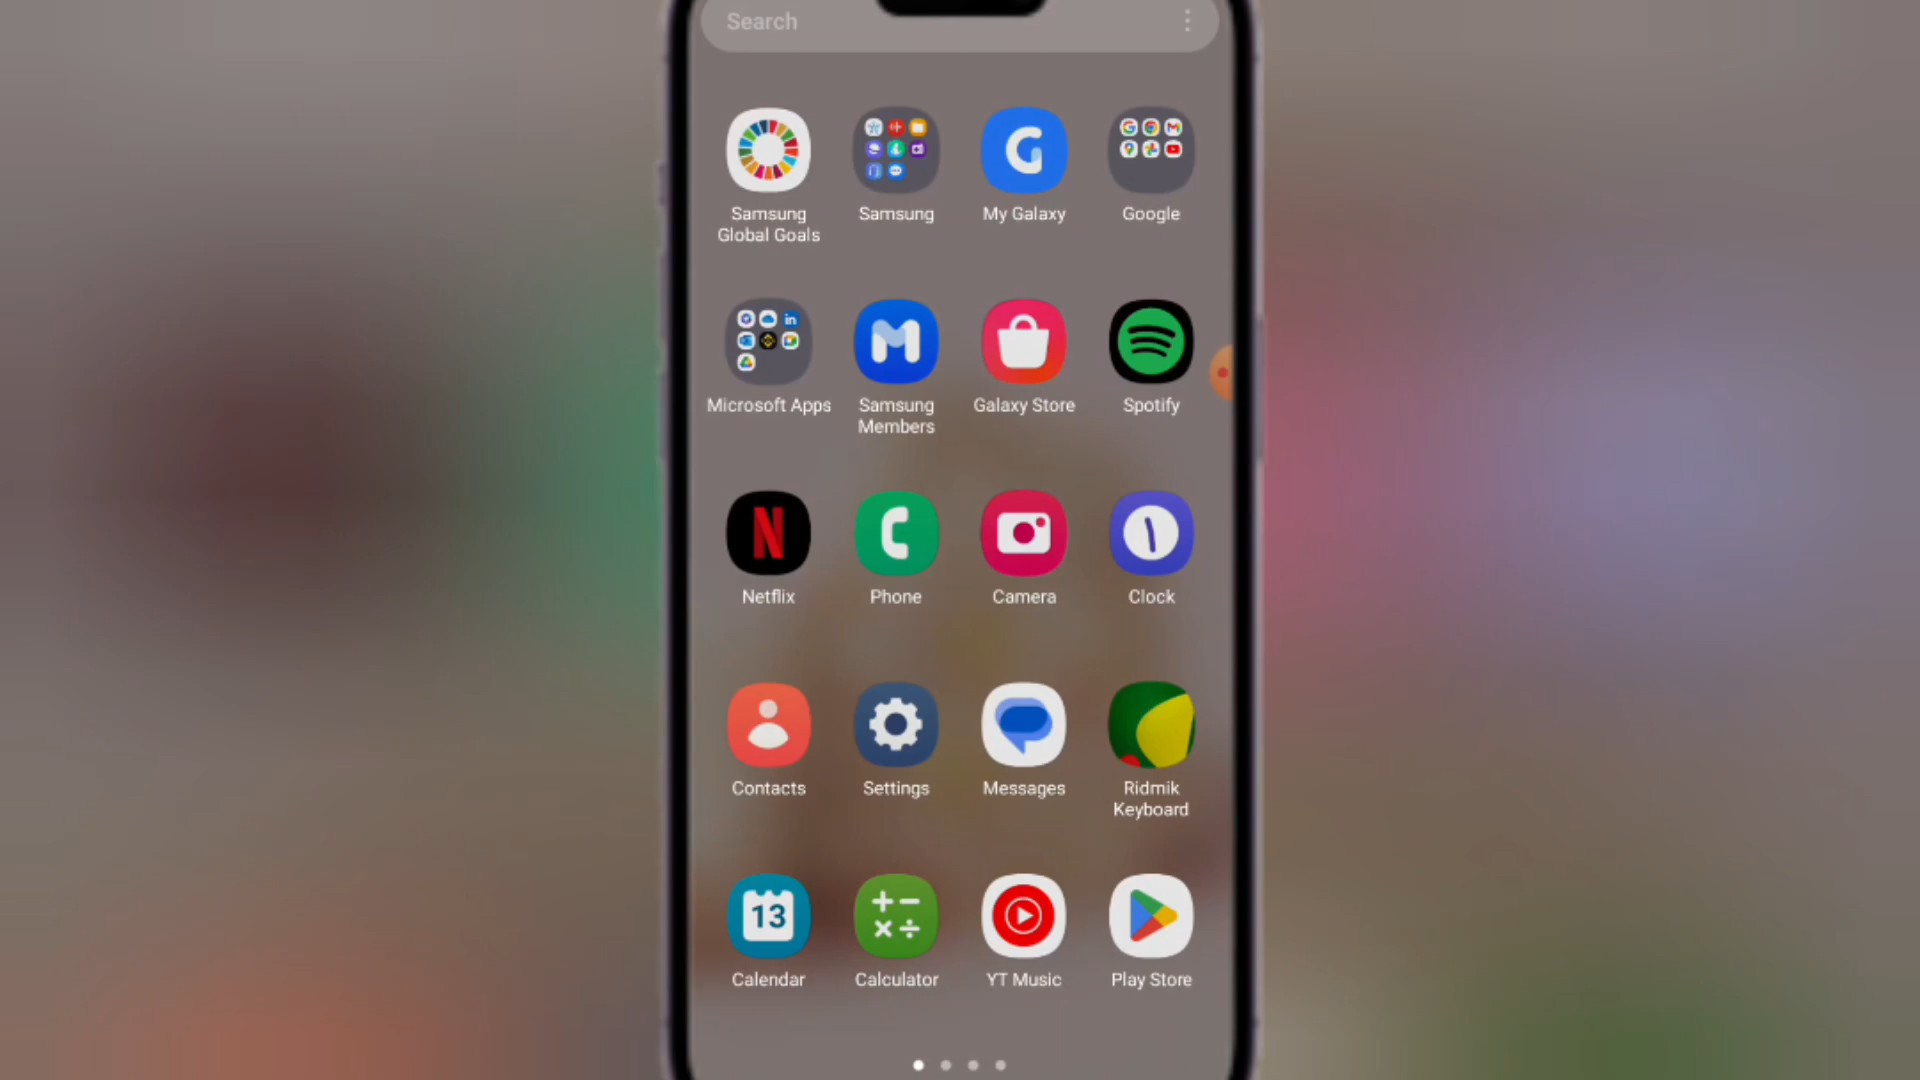 Search
Samsung
Global Goals
Samsung
My Galaxy
Google
Microsoft Apps
Samsung
Members
Galaxy Store
Spotify
Netflix
Phone
Camera
Clock
Contacts
Settings
Messages
Ridmik
Keyboard
13
Calendar
Calculator
YT Music
Play Store